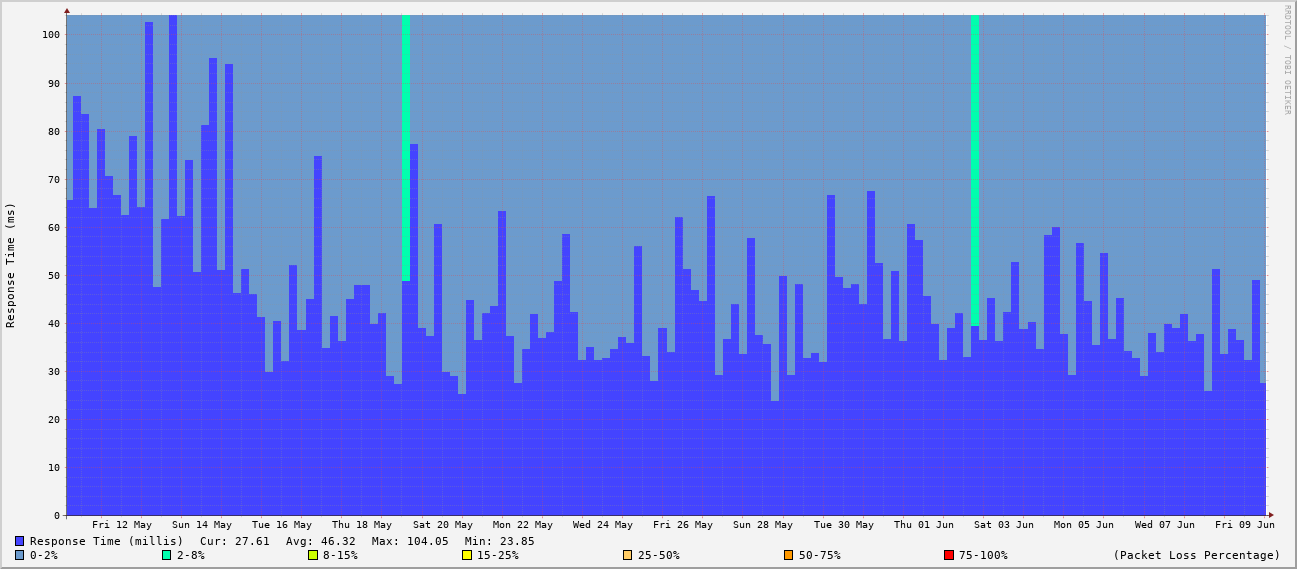 100
90
80
70
60
50
40
30
20
10
0
Response Time (ms)
RRDTOOL / TOBI OETIKER
Fri 12 May Sun 14 May Tue 16 May Thu 18 May Sat 20 May Mon 22 May Wed 24 May Fri 26 May Sun 28 May Tue 30 May Thu 01 Jun Sat 03 Jun Mon 05 Jun Wed 07 Jun Fri 09 Jun
Response Time (millis) Cur: 27.61 Avg: 46.32 Max: 104.05 Min: 23.85
0-2% 2-8% 8-15% 15-25% 25-50% 50-75% 75-100% (Packet Loss Percentage)